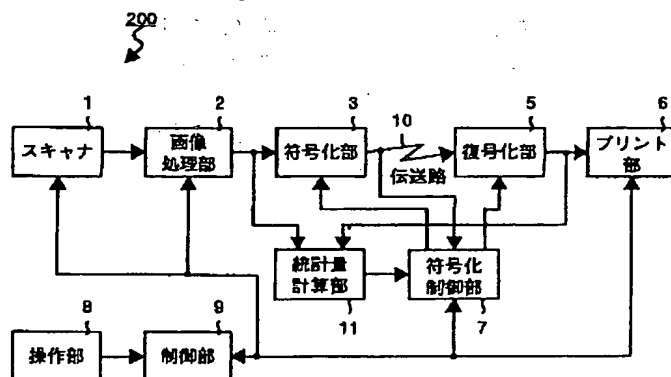 200
1
2
3
10
5
6
スキャナ
画像
処理部
符号化部
伝送路
復号化部
プリント
部
統計量
計算部
符号化
制御部
11
7
8
9
操作部
制御部